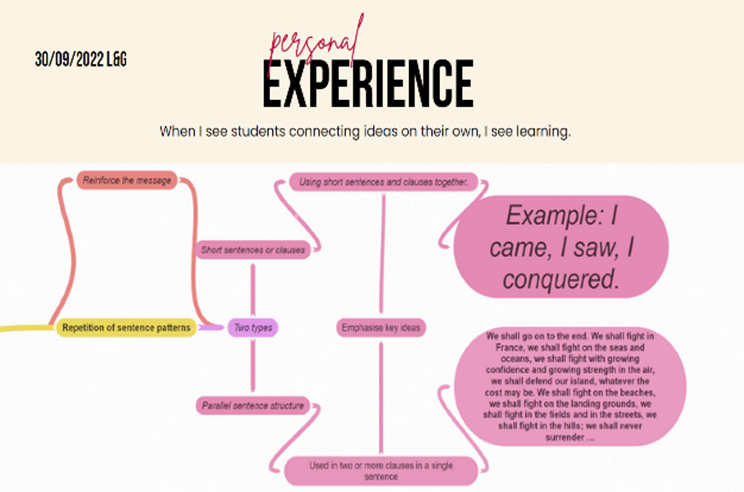 personal
30/09/2022 L&G
EXPERIENCE
When I see students connecting ideas on their own, I see learning.
Reinforce the message
Using short sentences and clauses together.
Example: I
came, I saw, I
conquered.
Short sentences or clauses
Repetition of sentence patterns
Two types
Emphasise key ideas
We shall go on to the end. We shall fight in
France, we shall fight on the seas and
oceans, we shall fight with growing
confidence and growing strength in the air,
we shall defend our island, whatever the
cost may be. We shall fight on the beaches,
we shall fight on the landing grounds, we
shall fight in the fields and in the streets, we
shall fight in the hills; we shall never
surrender ...
Parallel sentence structure
Used in two or more clauses in a single
sentence